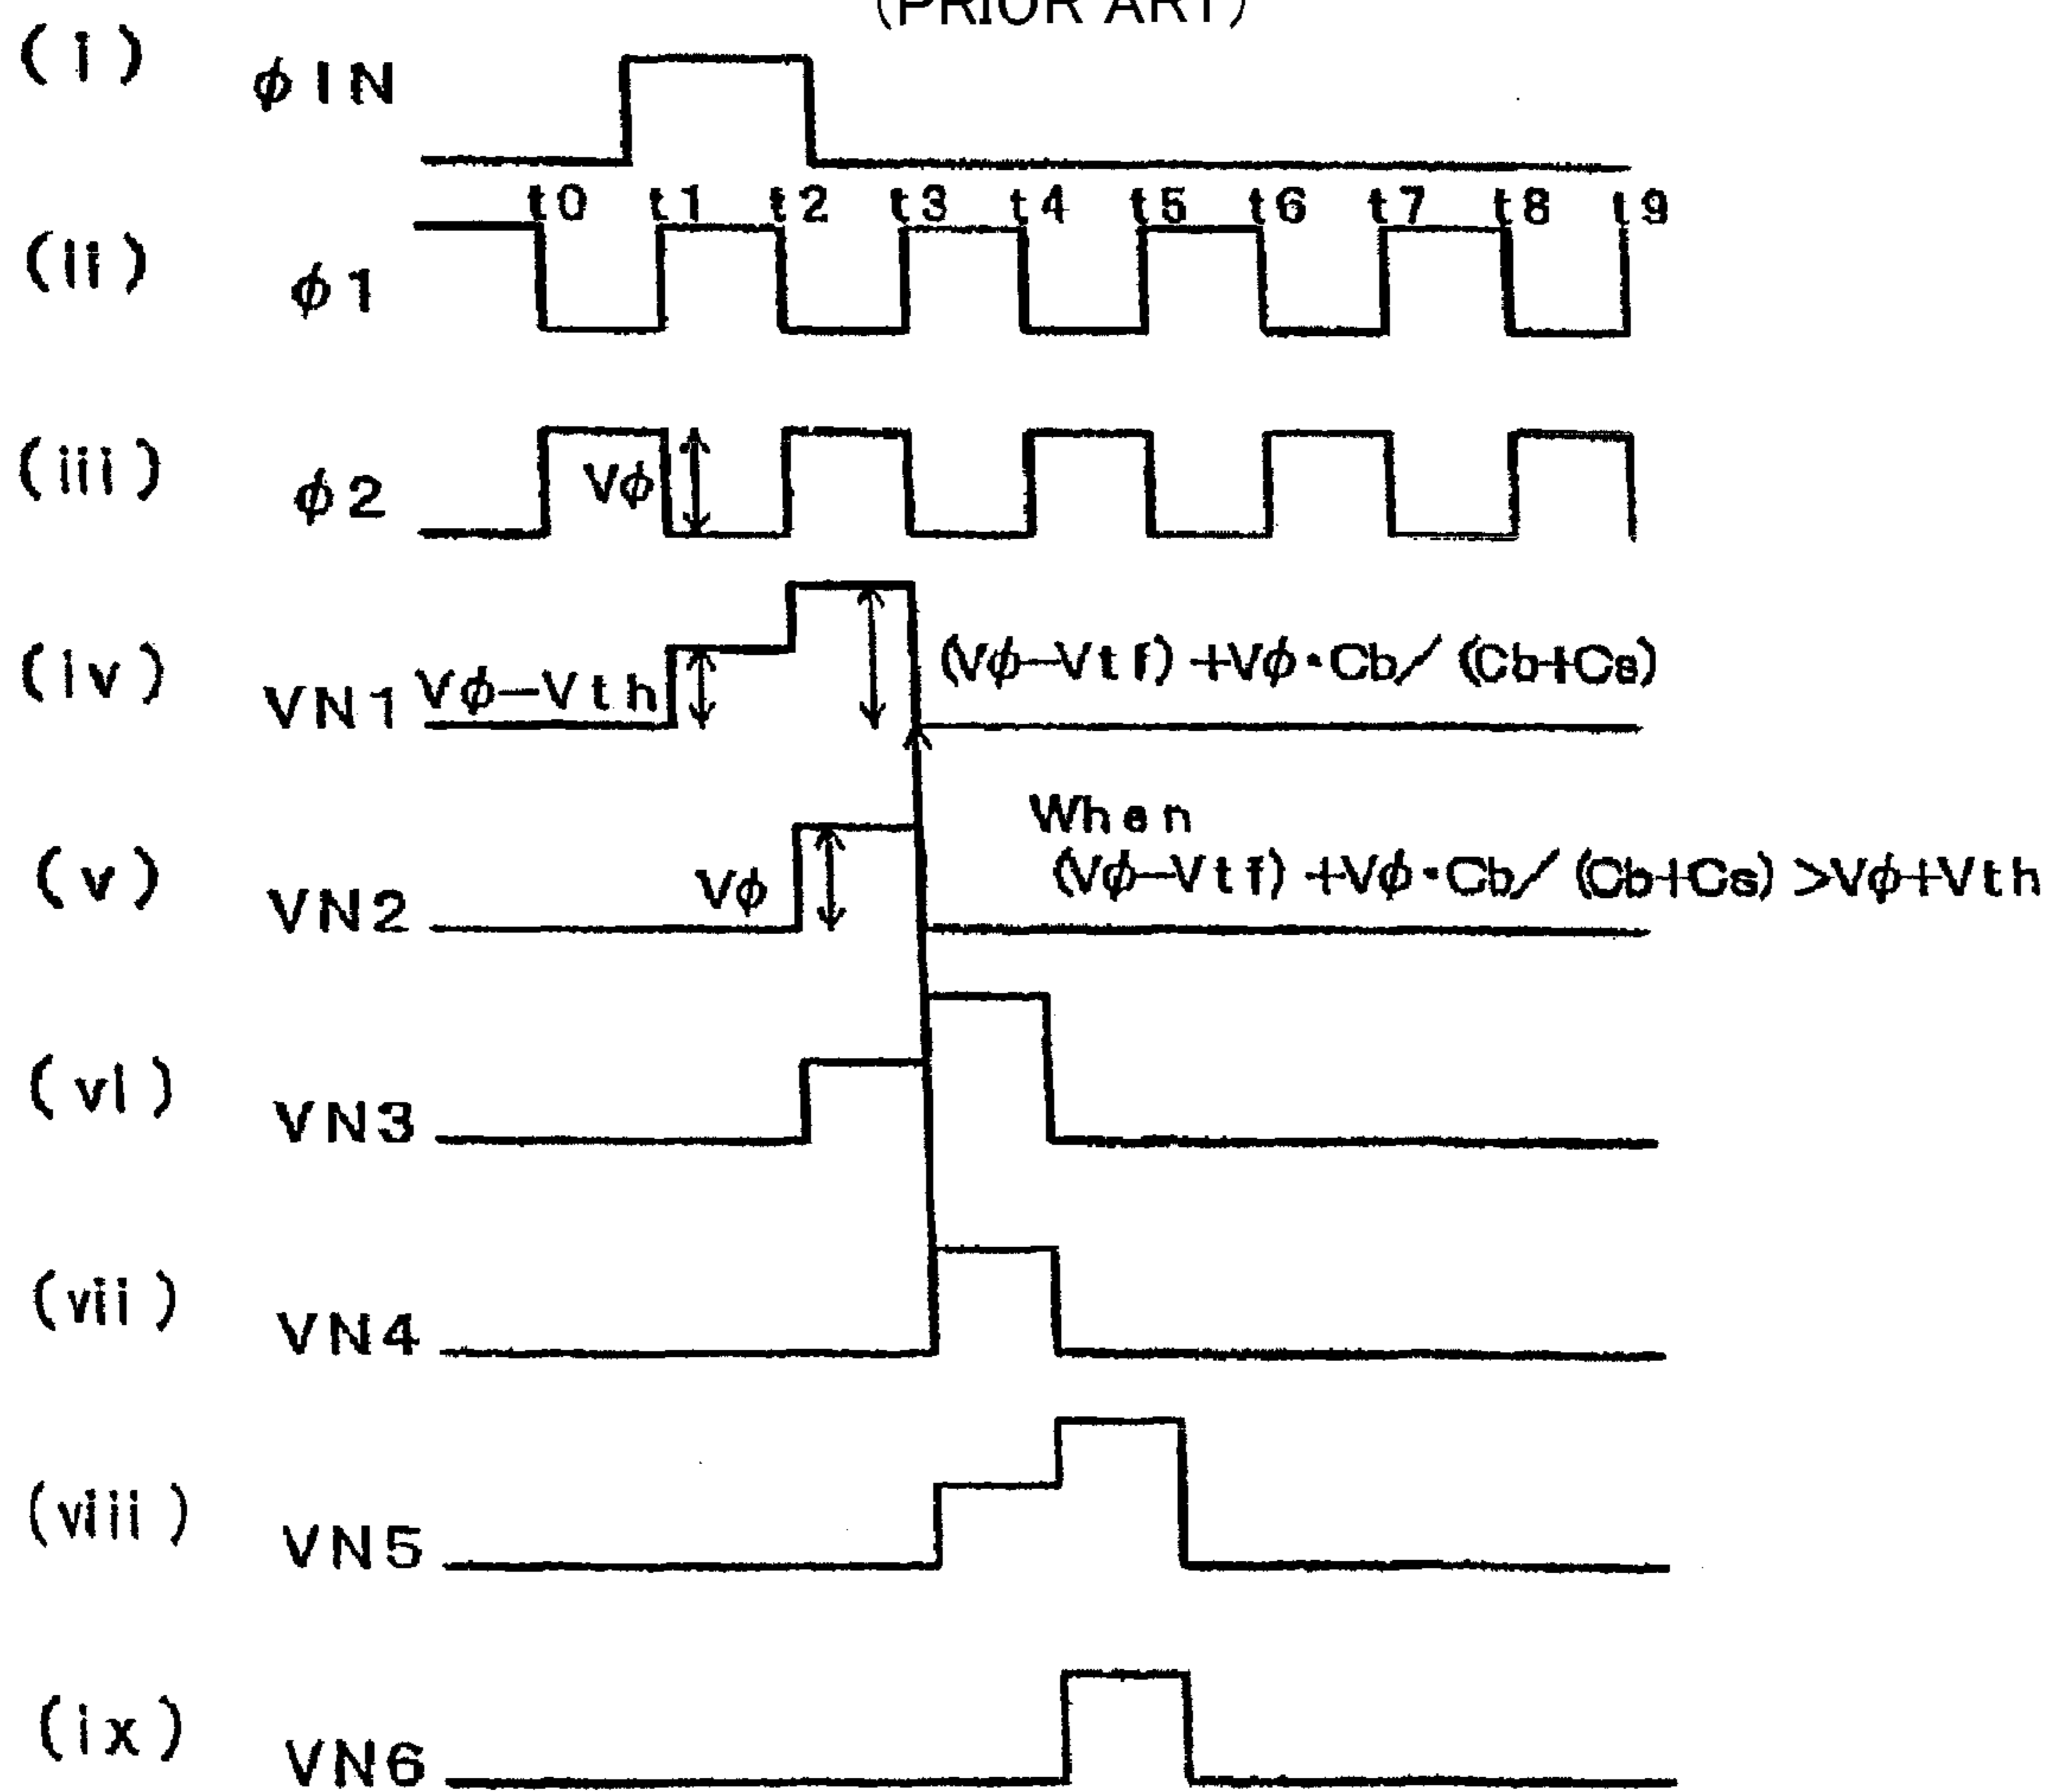 (PRIOR ART)
(i) φIN
t0 t1 t2 t3 t4 t5 t6 t7 t8 t9
(ii) φ1
(iii) φ2 Vφ
(iv) VN1 Vφ-Vth (Vφ-Vtf)+Vφ・Cb/(Cb+Cs)
(v) VN2 Vφ When
(Vφ-Vtf)+Vφ・Cb/(Cb+Cs)>Vφ+Vth
(vi) VN3
(vii) VN4
(viii) VN5
(ix) VN6